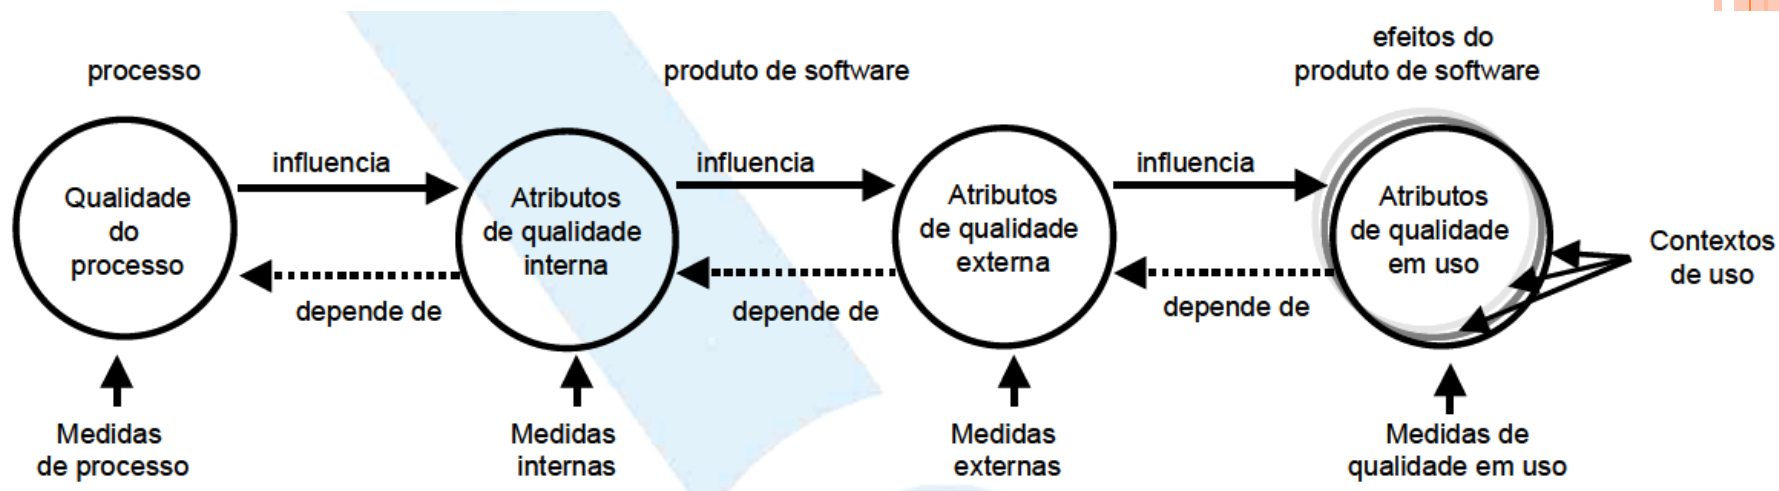 processo
produto de software
efeitos do
produto de software
Qualidade
do
processo
influencia
depende de
Atributos
de qualidade
interna
influencia
depende de
Atributos
de qualidade
externa
influencia
depende de
Atributos
de qualidade
em uso
Contextos
de uso
Medidas
de processo
Medidas
internas
Medidas
externas
Medidas de
qualidade em uso